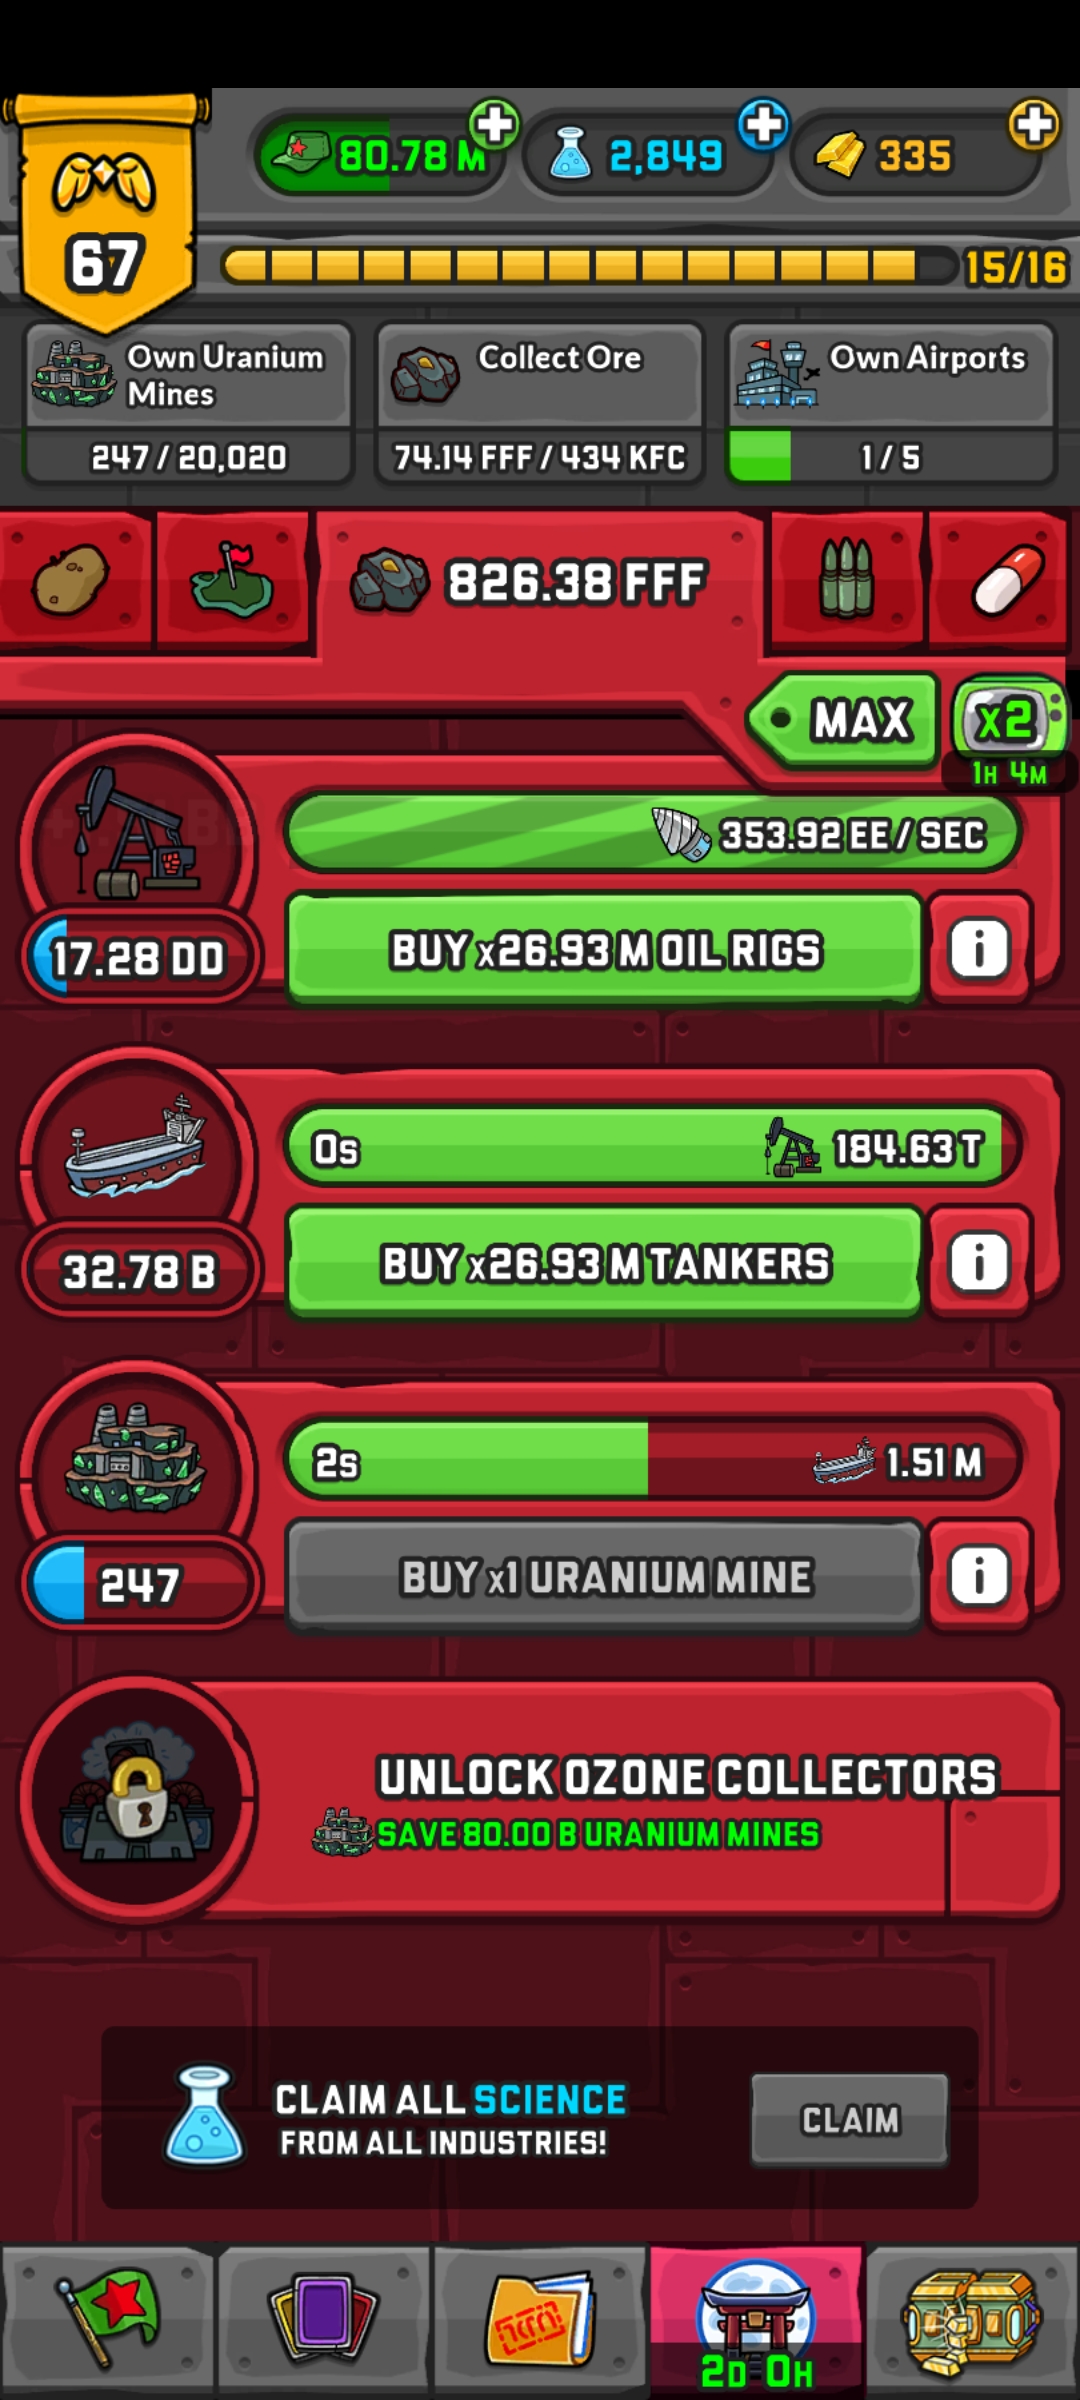 80.78 M
2,849
335
67
15/16
Own Uranium
Mines
247 / 20,020
Collect Ore
74.14 FFF / 434 KFC
Own Airports
1 / 5
826.38 FFF
MAX
x2
1H 4M
353.92 EE / SEC
17.28 DD
BUY x26.93 M OIL RIGS
i
0s
184.63 T
32.78 B
BUY x26.93 M TANKERS
i
2s
1.51 M
247
BUY x1 URANIUM MINE
i
UNLOCK OZONE COLLECTORS
SAVE 80.00 B URANIUM MINES
CLAIM ALL SCIENCE
FROM ALL INDUSTRIES!
CLAIM
2D 0H